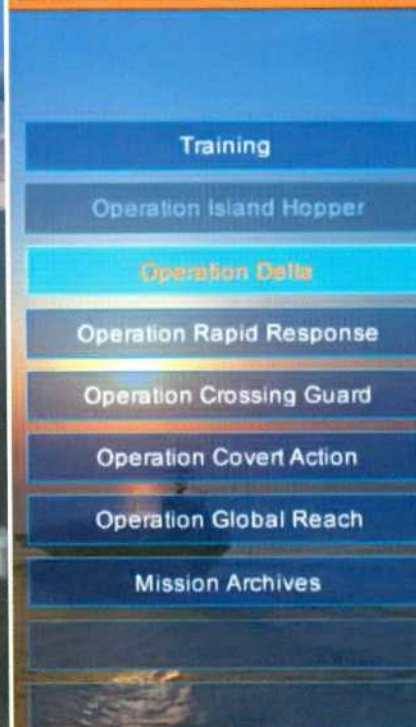 Training
Operation Island Hopper
Operation Delta
Operation Rapid Response
Operation Crossing Guard
Operation Covert Action
Operation Global Reach
Mission Archives